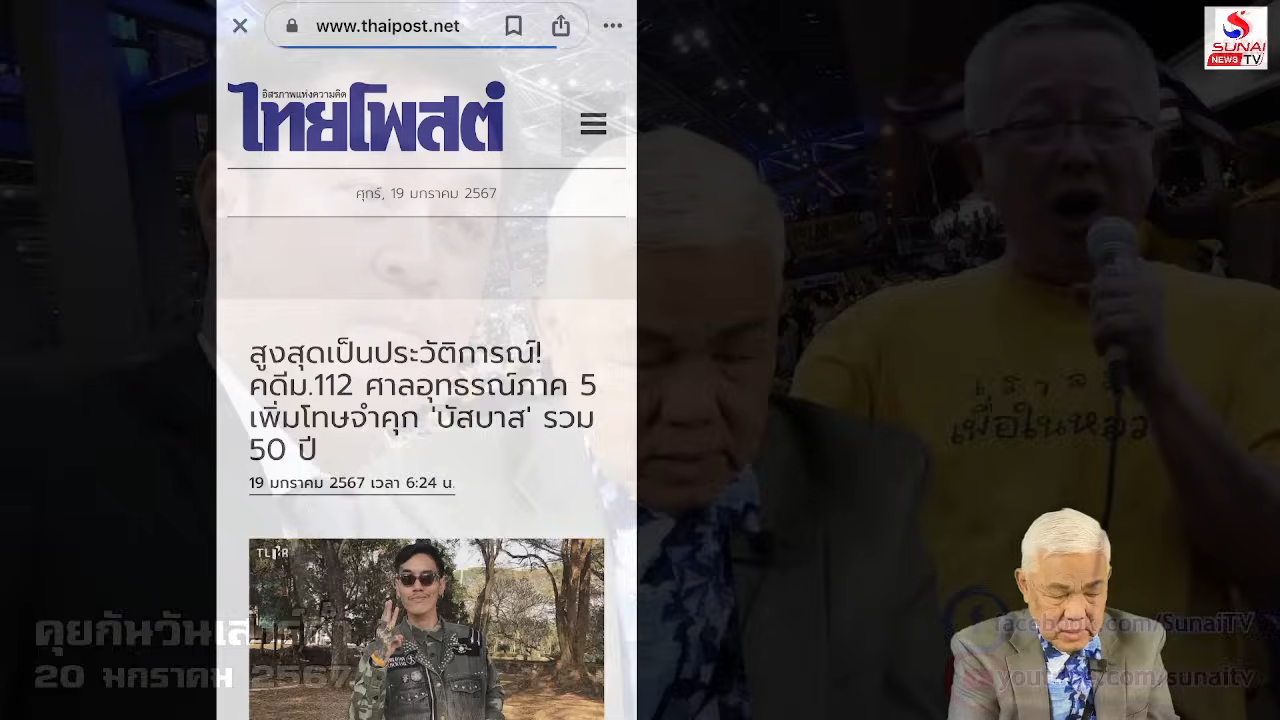 www.thaipost.net
อิสรภาพแห่งความคิด
ไทยโพสต์
ศุกร์, 19 มกราคม 2567
สูงสุดเป็นประวัติการณ์!
คดีม.112 ศาลอุทธรณ์ภาค 5
เพิ่มโทษจำคุก 'บัสบาส' รวม
50 ปี
19 มกราคม 2567 เวลา 6:24 น.
SUNAI
NEWS TV
เพื่อในหลวง
คุยกันวันเสาร์
20 มกราคม 2567
facebook.com/SunaiTV
youtube.com/sunaitv